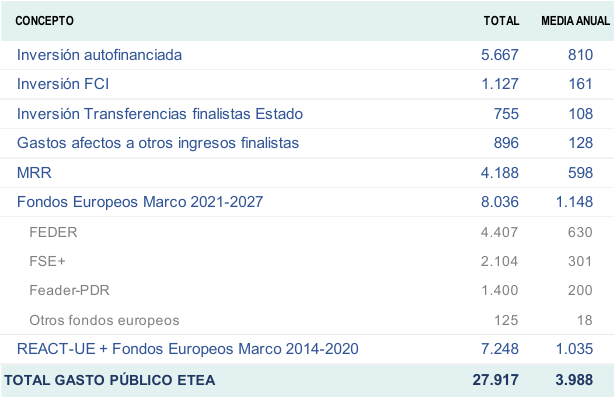 CONCEPTO TOTAL MEDIA ANUAL
Inversión autofinanciada 5.667 810
Inversión FCI 1.127 161
Inversión Transferencias finalistas Estado 755 108
Gastos afectos a otros ingresos finalistas 896 128
MRR 4.188 598
Fondos Europeos Marco 2021-2027 8.036 1.148
FEDER 4.407 630
FSE+ 2.104 301
Feader-PDR 1.400 200
Otros fondos europeos 125 18
REACT-UE + Fondos Europeos Marco 2014-2020 7.248 1.035
TOTAL GASTO PÚBLICO ETEA 27.917 3.988